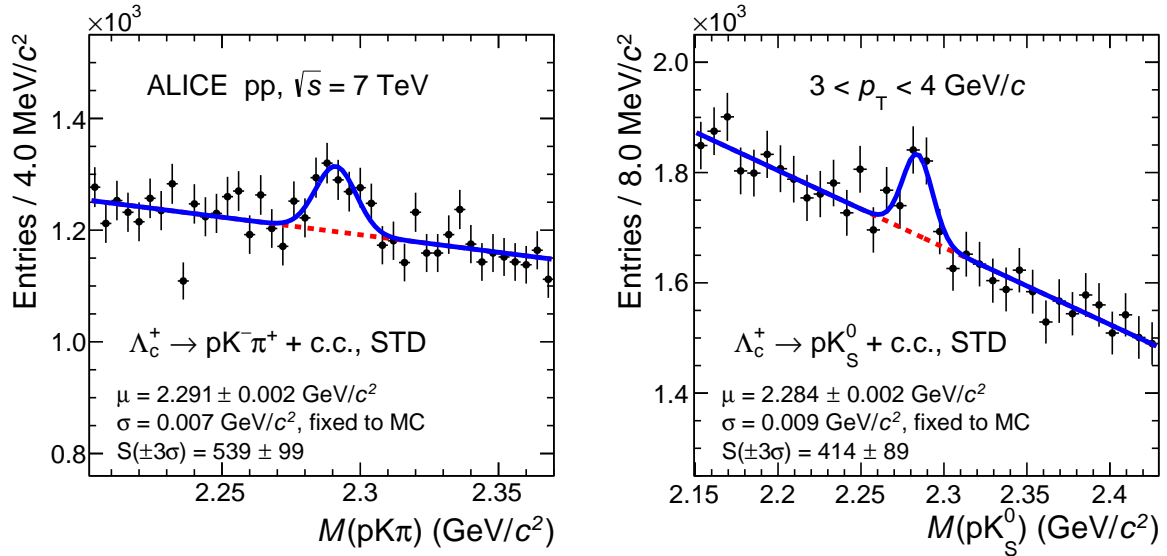 ×10³
Entries / 4.0 MeV/c²
1.4
1.2
1.0
0.8
ALICE pp, √s = 7 TeV
Λc⁺ → pK⁻π⁺ + c.c., STD
μ = 2.291 ± 0.002 GeV/c²
σ = 0.007 GeV/c², fixed to MC
S(±3σ) = 539 ± 99
2.25 2.3 2.35
M(pKπ) (GeV/c²)
×10³
Entries / 8.0 MeV/c²
2.0
1.8
1.6
1.4
3 < pT < 4 GeV/c
Λc⁺ → pK⁰S + c.c., STD
μ = 2.284 ± 0.002 GeV/c²
σ = 0.009 GeV/c², fixed to MC
S(±3σ) = 414 ± 89
2.15 2.2 2.25 2.3 2.35 2.4
M(pK⁰S) (GeV/c²)